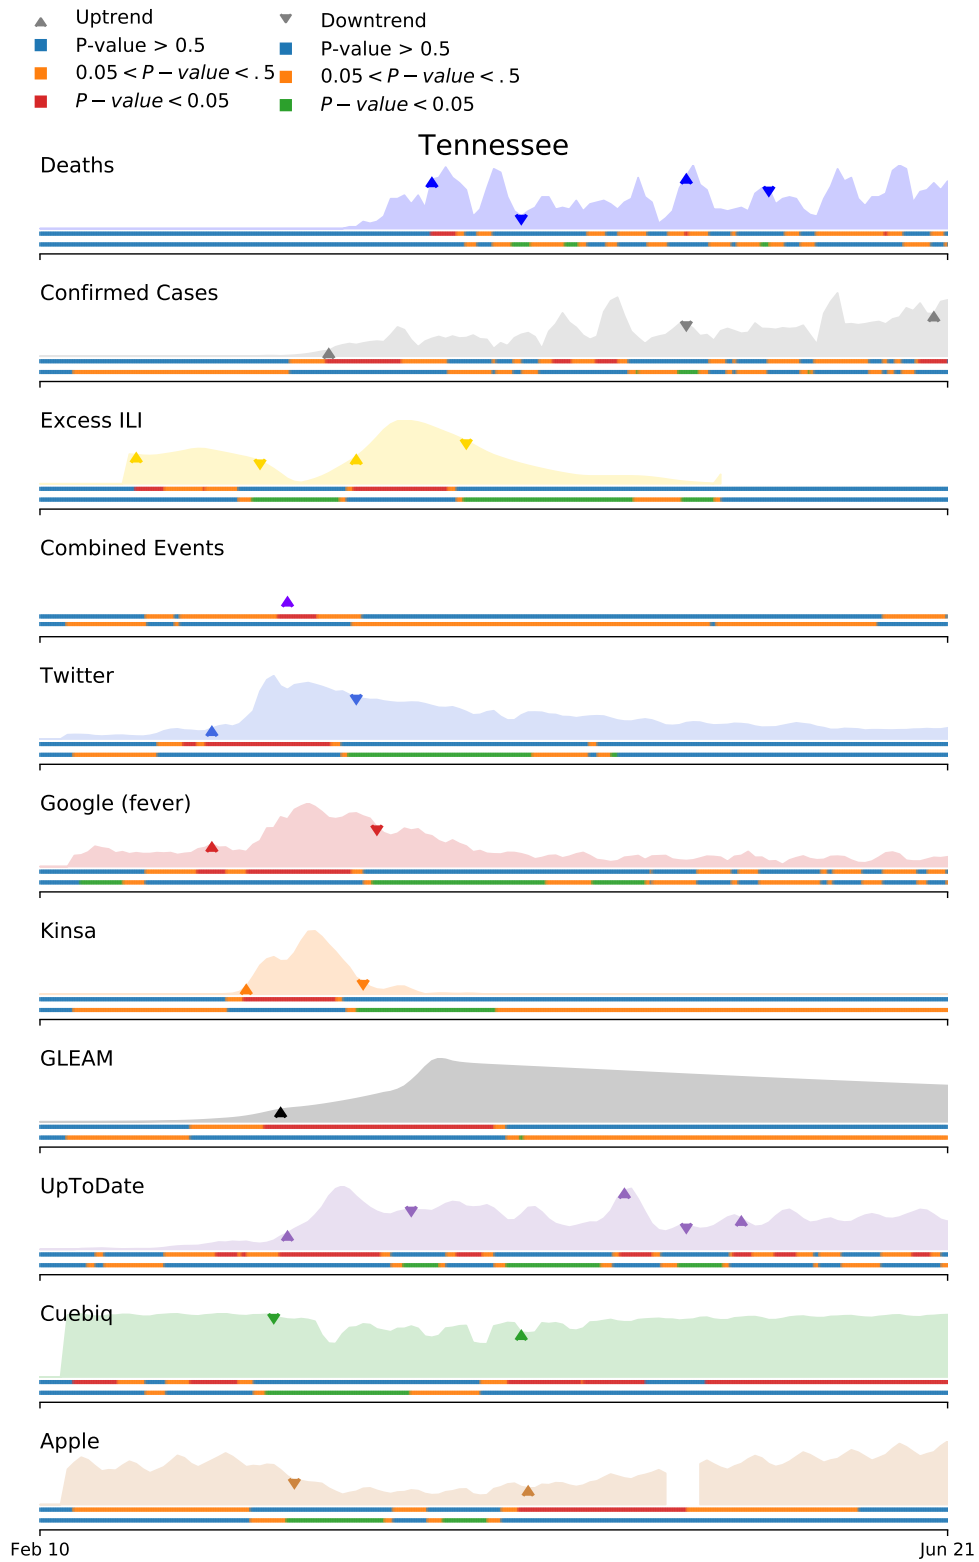 Uptrend
P-value > 0.5
0.05 < P − value < .5
P − value < 0.05
Downtrend
P-value > 0.5
0.05 < P − value < .5
P − value < 0.05
Tennessee
Deaths
Confirmed Cases
Excess ILI
Combined Events
Twitter
Google (fever)
Kinsa
GLEAM
UpToDate
Cuebiq
Apple
Feb 10 Jun 21